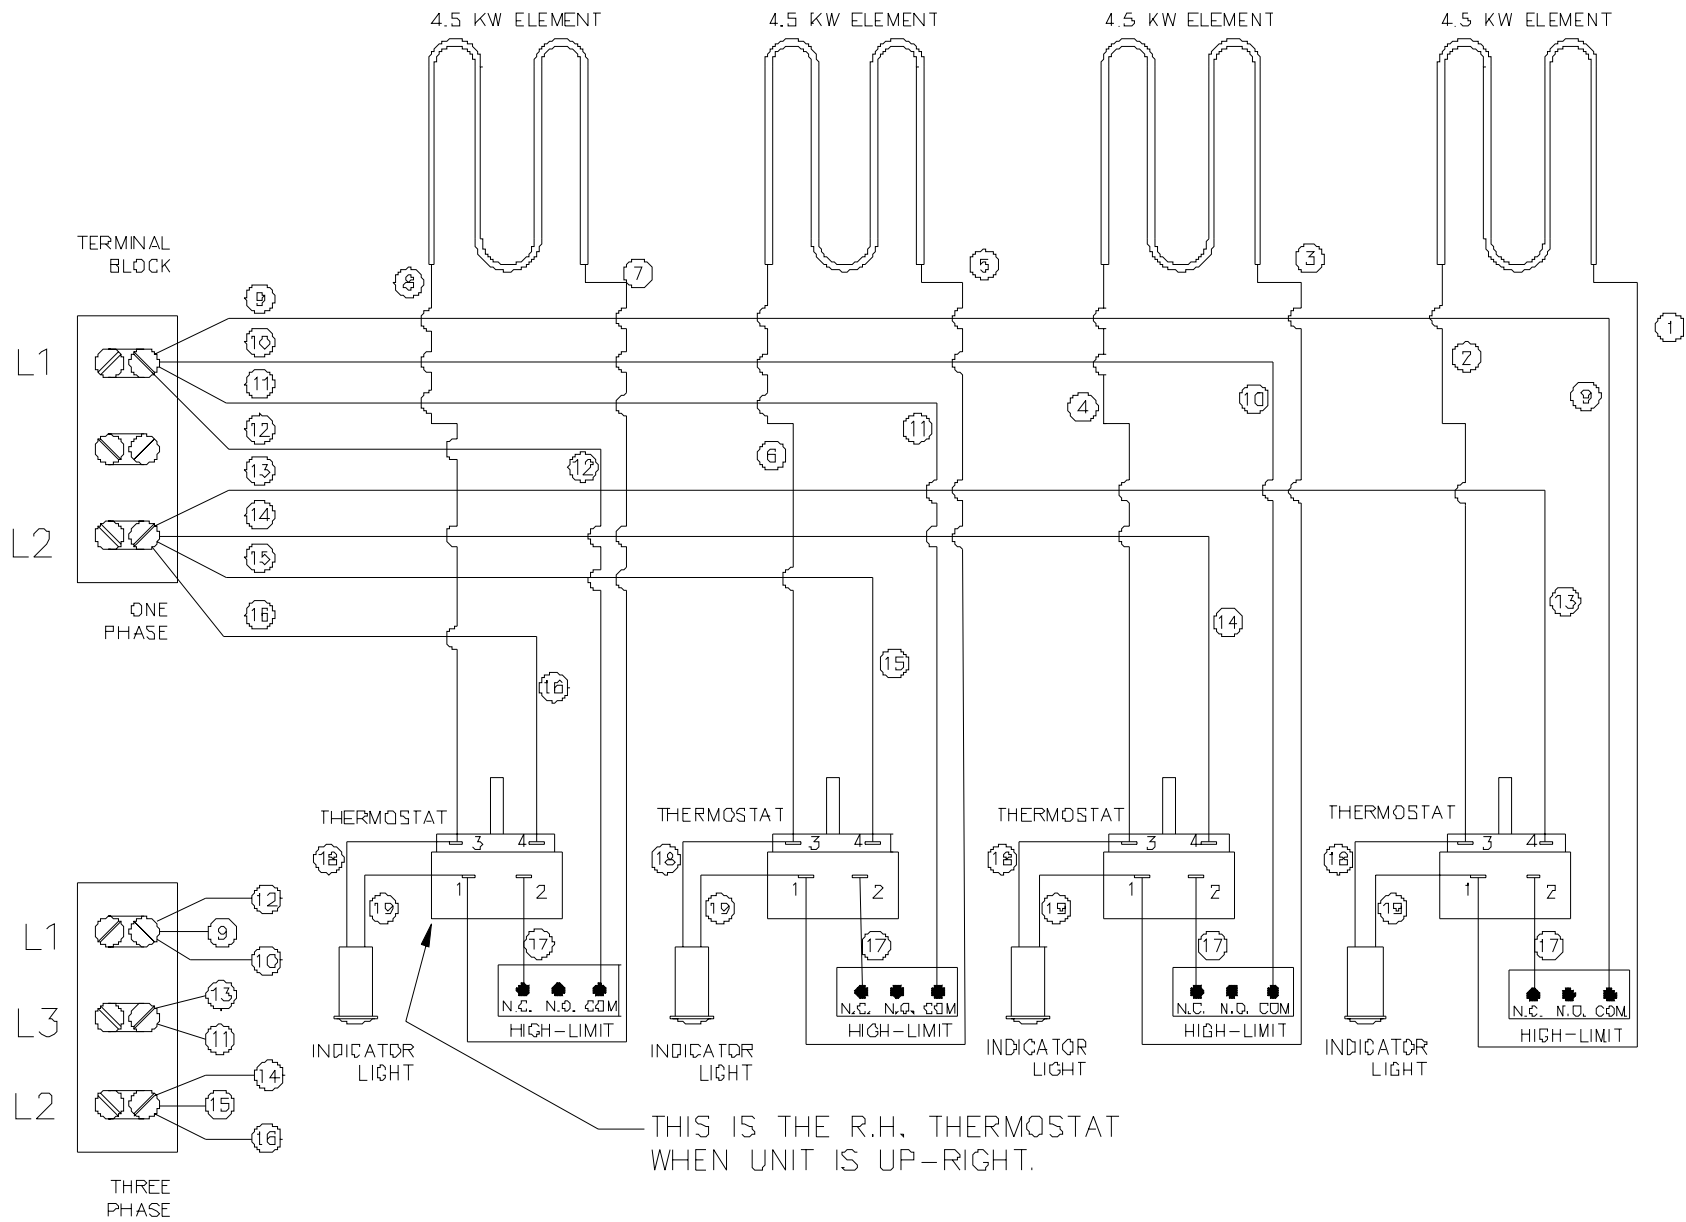 4.5 KW ELEMENT
4.5 KW ELEMENT
4.5 KW ELEMENT
4.5 KW ELEMENT
TERMINAL
BLOCK
8
7
5
3
1
9
L1
10
2
11
4
10
9
12
6
11
13
12
14
L2
15
ONE
PHASE
16
13
14
15
16
THERMOSTAT
THERMOSTAT
THERMOSTAT
THERMOSTAT
3 4
3 4
3 4
3 4
18
18
18
18
1 2
1 2
1 2
1 2
19
19
19
19
17
17
17
17
N.C. N.O. COM
N.C. N.O. COM
N.C. N.O. COM
N.C. N.O. COM
HIGH-LIMIT
HIGH-LIMIT
HIGH-LIMIT
HIGH-LIMIT
INDICATOR
LIGHT
INDICATOR
LIGHT
INDICATOR
LIGHT
INDICATOR
LIGHT
12
L1
9
10
13
L3
11
14
L2
15
16
THREE
PHASE
THIS IS THE R.H. THERMOSTAT
WHEN UNIT IS UP-RIGHT.